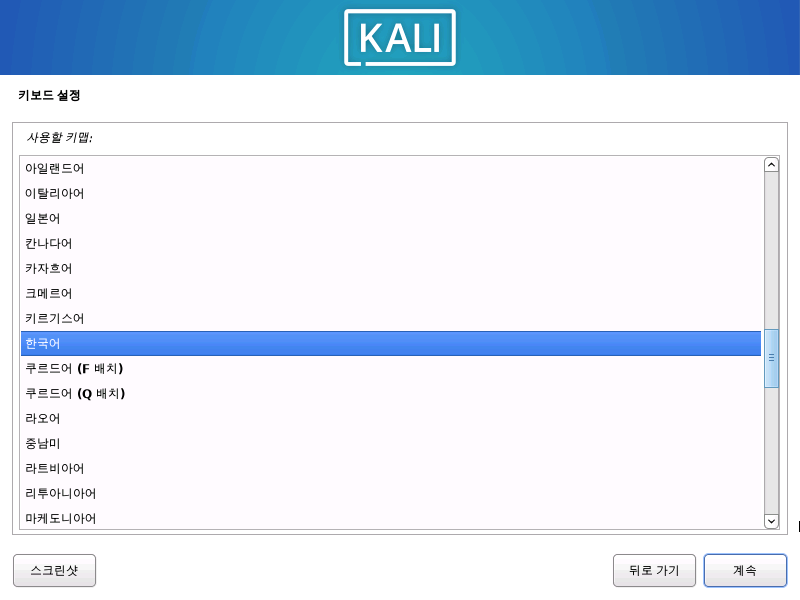 KALI
키보드 설정
사용할 키맵:
아일랜드어
이탈리아어
일본어
칸나다어
카자흐어
크메르어
키르기스어
한국어
쿠르드어 (F 배치)
쿠르드어 (Q 배치)
라오어
중남미
라트비아어
리투아니아어
마케도니아어
스크린샷
뒤로 가기
계속